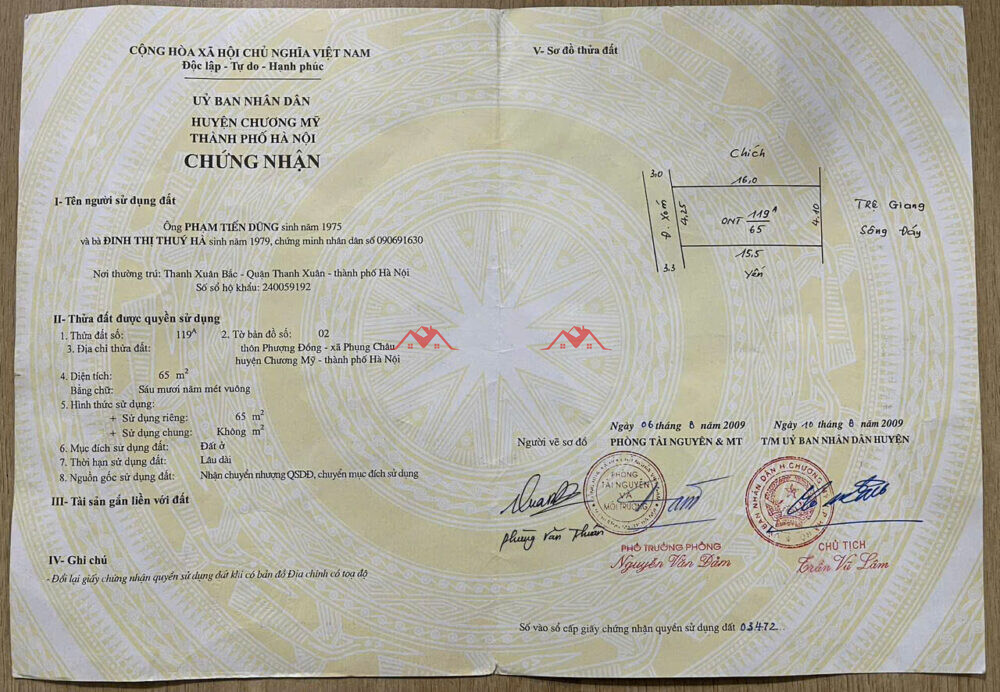 CỘNG HÒA XÃ HỘI CHỦ NGHĨA VIỆT NAM
Độc lập - Tự do - Hạnh phúc
UỶ BAN NHÂN DÂN
HUYỆN CHƯƠNG MỸ
THÀNH PHỐ HÀ NỘI
CHỨNG NHẬN
I- Tên người sử dụng đất
Ông PHẠM TIẾN DŨNG sinh năm 1975
và bà ĐINH THỊ THUÝ HÀ sinh năm 1979, chứng minh nhân dân số 090691630
Nơi thường trú: Thanh Xuân Bắc - Quận Thanh Xuân - thành phố Hà Nội
Số sổ hộ khẩu: 240059192
II- Thửa đất được quyền sử dụng
1. Thửa đất số: 119A 2. Tờ bản đồ số: 02
3. Địa chỉ thửa đất: thôn Phượng Đồng - xã Phụng Châu
huyện Chương Mỹ - thành phố Hà Nội
4. Diện tích: 65 m2
Bằng chữ: Sáu mươi năm mét vuông
5. Hình thức sử dụng:
+ Sử dụng riêng: 65 m2
+ Sử dụng chung: Không m2
6. Mục đích sử dụng đất: Đất ở
7. Thời hạn sử dụng đất: Lâu dài
8. Nguồn gốc sử dụng đất: Nhận chuyển nhượng QSDĐ, chuyển mục đích sử dụng
III- Tài sản gắn liền với đất
IV- Ghi chú
- Đổi lại giấy chứng nhận quyền sử dụng đất khi có bản đồ Địa chính có toạ độ
V- Sơ đồ thửa đất
Chích
3.0
16.0
Đ. Xóm
4,25
ONT 119A
65
4.10
Trệ Giang
Sông Đáy
15.5
3.3
Yến
Ngày 06 tháng 8 năm 2009
Ngày 10 tháng 8 năm 2009
Người vẽ sơ đồ
PHÒNG TÀI NGUYÊN & MT
T/M UỶ BAN NHÂN DÂN HUYỆN
PHÒNG
TÀI NGUYÊN
VÀ
MÔI TRƯỜNG
Phùng Văn Thuấn
PHÓ TRƯỞNG PHÒNG
Nguyễn Văn Đảm
CHỦ TỊCH
Trần Vũ Lâm
Số vào sổ cấp giấy chứng nhận quyền sử dụng đất 03472